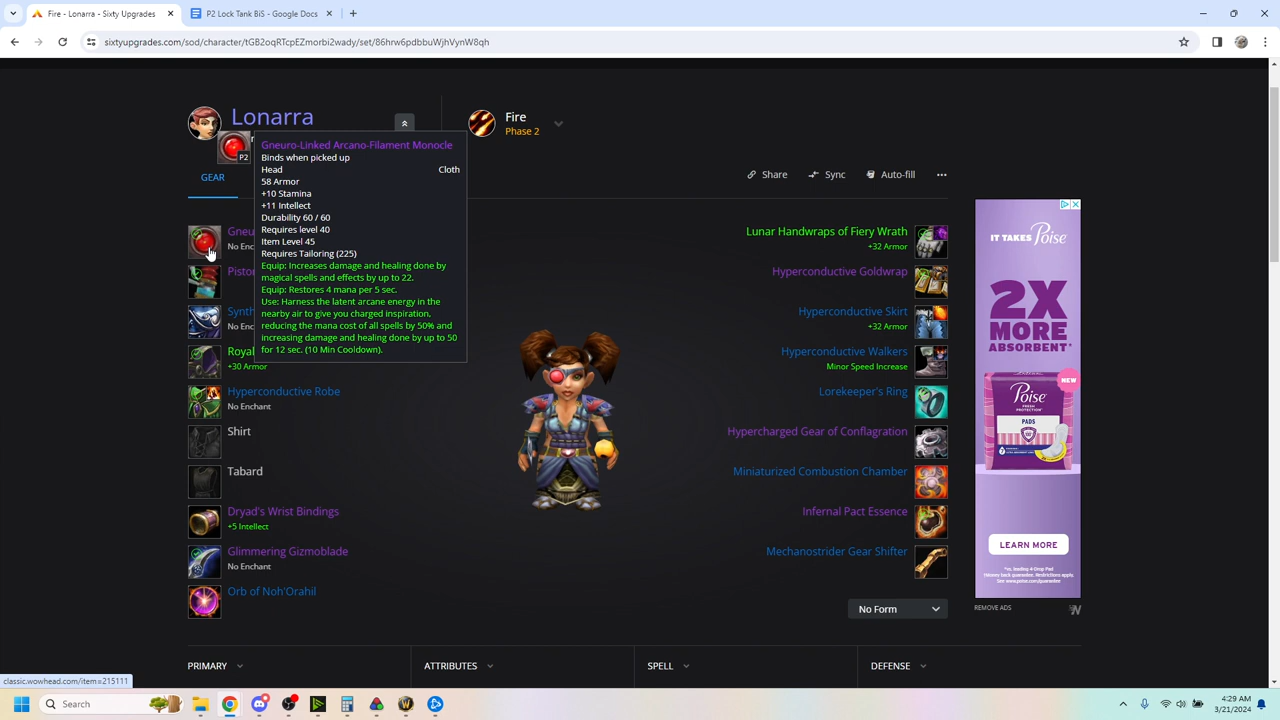 Fire - Lonarra - Sixty Upgrades
P2 Lock Tank BiS - Google Docs
sixtyupgrades.com/sod/character/tGB2oqRTcpEZmorbi2wady/set/86hrw6pdbbuWjhVynW8qh
Lonarra
Fire
Phase 2
P2
GEAR
Share
Sync
Auto-fill
Gneuro-Linked Arcano-Filament Monocle
Binds when picked up
Head Cloth
58 Armor
+10 Stamina
+11 Intellect
Durability 60 / 60
Requires level 40
Item Level 45
Requires Tailoring (225)
Equip: Increases damage and healing done by
magical spells and effects by up to 22.
Equip: Restores 4 mana per 5 sec.
Use: Harness the latent arcane energy in the
nearby air to give you charged inspiration,
reducing the mana cost of all spells by 50% and
increasing damage and healing done by up to 50
for 12 sec. (10 Min Cooldown).
Gneu
No Enc
Piston
Synth
No Enc
Royal
+30 Armor
Hyperconductive Robe
No Enchant
Shirt
Tabard
Dryad's Wrist Bindings
+5 Intellect
Glimmering Gizmoblade
No Enchant
Orb of Noh'Orahil
Lunar Handwraps of Fiery Wrath
+32 Armor
Hyperconductive Goldwrap
Hyperconductive Skirt
+32 Armor
Hyperconductive Walkers
Minor Speed Increase
Lorekeeper's Ring
Hypercharged Gear of Conflagration
Miniaturized Combustion Chamber
Infernal Pact Essence
Mechanostrider Gear Shifter
No Form
IT TAKES Poise
2X
MORE
ABSORBENT*
NEW
Poise
PADS
LEARN MORE
REMOVE ADS
PRIMARY
ATTRIBUTES
SPELL
DEFENSE
classic.wowhead.com/item=215111
Search
4:29 AM
3/21/2024